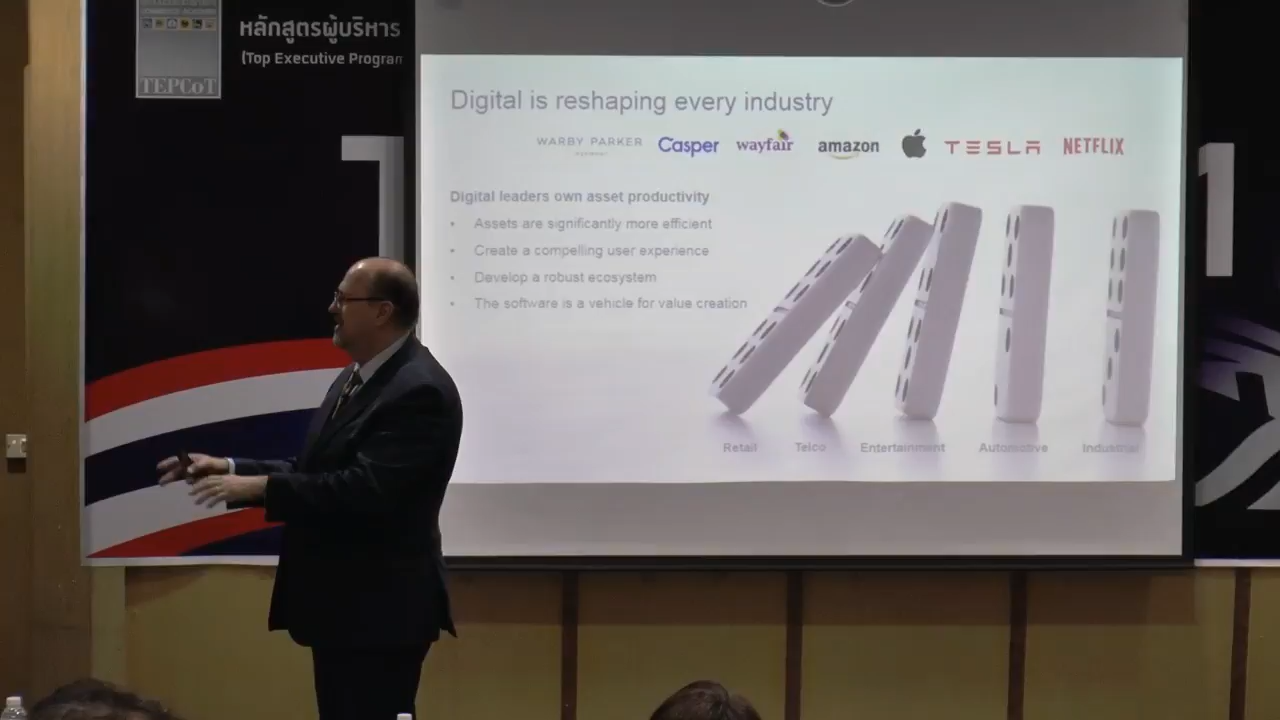 หลักสูตรผู้บริหาร
(Top Executive Program
TEPCoT
Digital is reshaping every industry
WARBY PARKER
Casper
wayfair
amazon
TESLA
NETFLIX
Digital leaders own asset productivity
• Assets are significantly more efficient
• Create a compelling user experience
• Develop a robust ecosystem
• The software is a vehicle for value creation
Retail
Telco
Entertainment
Automotive
Industrial